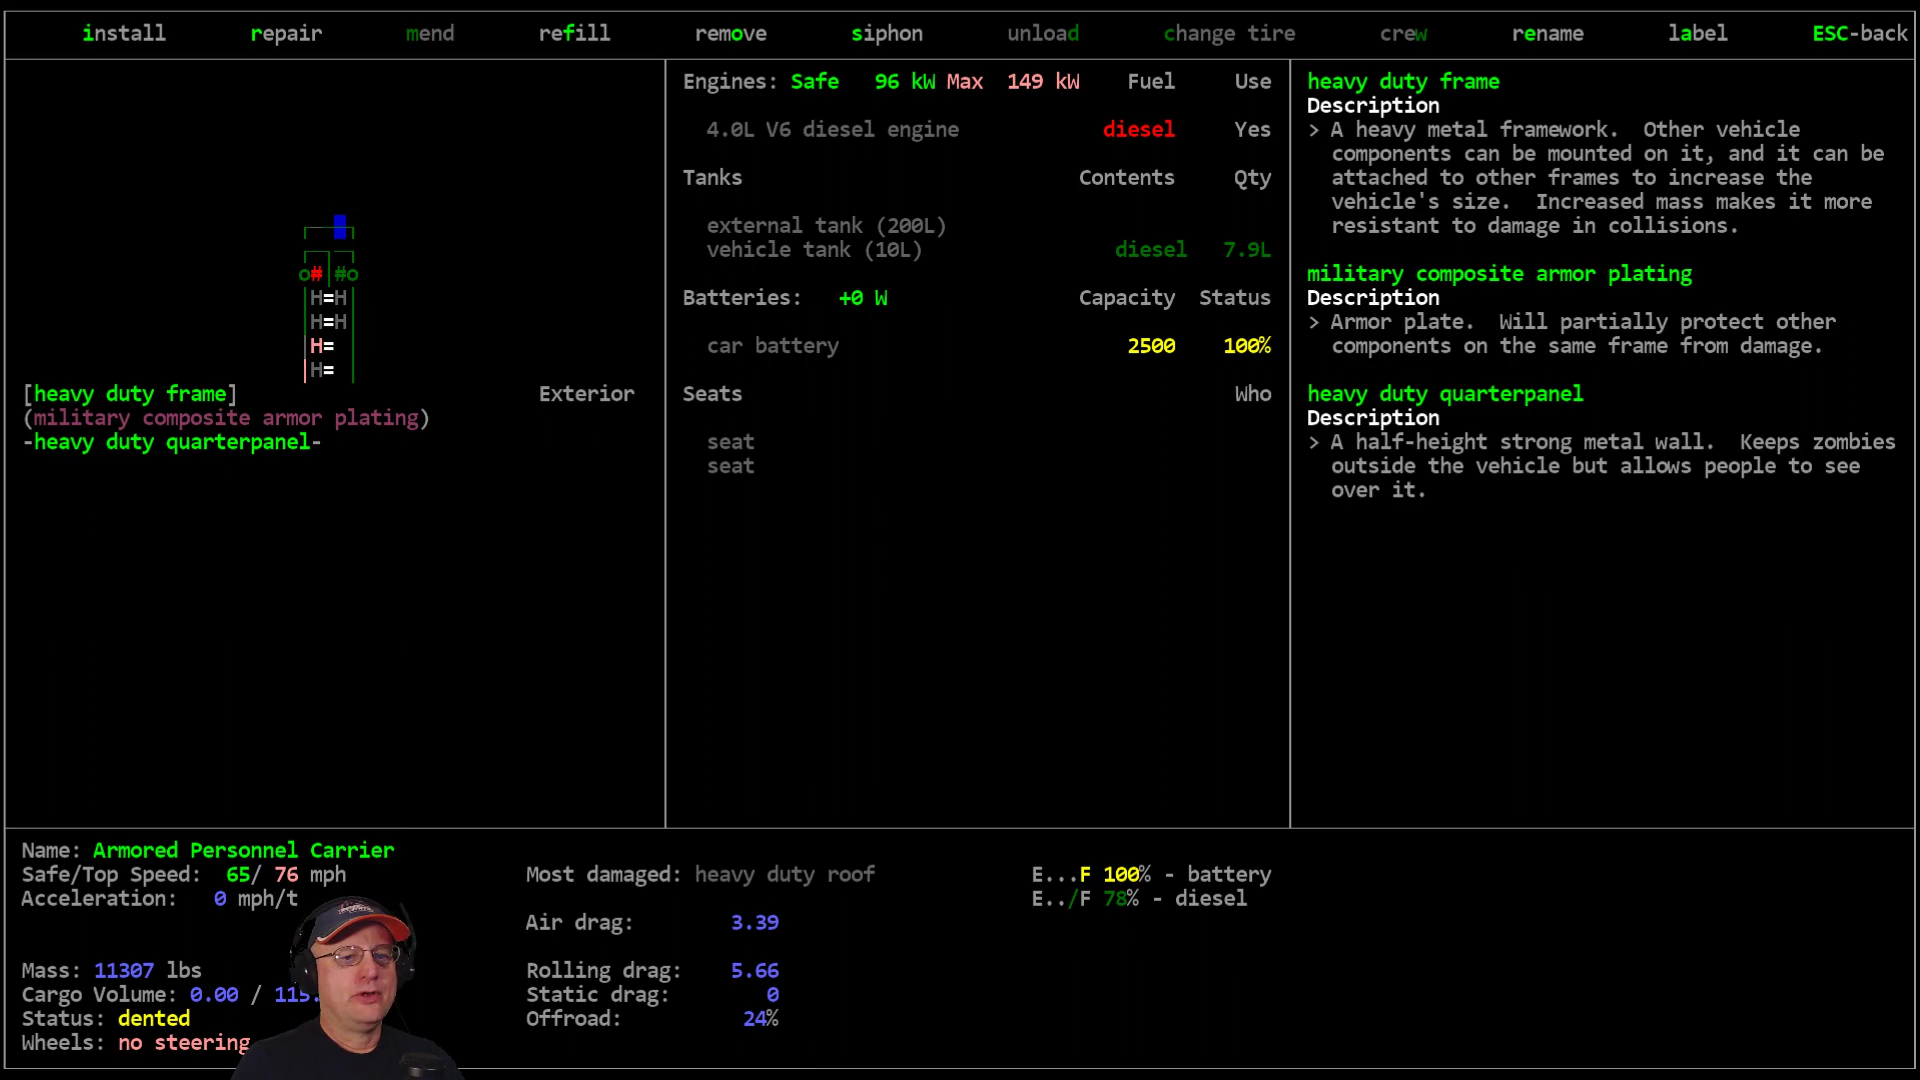 install repair mend refill remove siphon unload change tire crew rename label ESC-back
Engines: Safe 96 kW Max 149 kW Fuel Use
4.0L V6 diesel engine diesel Yes
Tanks Contents Qty
external tank (200L)
vehicle tank (10L) diesel 7.9L
Batteries: +0 W Capacity Status
car battery 2500 100%
Seats Who
seat
seat
o#|#o
|H=H|
|H=H|
|H= |
|H= |
[heavy duty frame] Exterior
(military composite armor plating)
-heavy duty quarterpanel-
heavy duty frame
Description
> A heavy metal framework. Other vehicle
components can be mounted on it, and it can be
attached to other frames to increase the
vehicle's size. Increased mass makes it more
resistant to damage in collisions.
military composite armor plating
Description
> Armor plate. Will partially protect other
components on the same frame from damage.
heavy duty quarterpanel
Description
> A half-height strong metal wall. Keeps zombies
outside the vehicle but allows people to see
over it.
Name: Armored Personnel Carrier
Safe/Top Speed: 65/ 76 mph
Acceleration: 0 mph/t
Mass: 11307 lbs
Cargo Volume: 0.00 /
Status: dented
Wheels: no steering
Most damaged: heavy duty roof
Air drag: 3.39
Rolling drag: 5.66
Static drag: 0
Offroad: 24%
E...F 100% - battery
E../F 78% - diesel